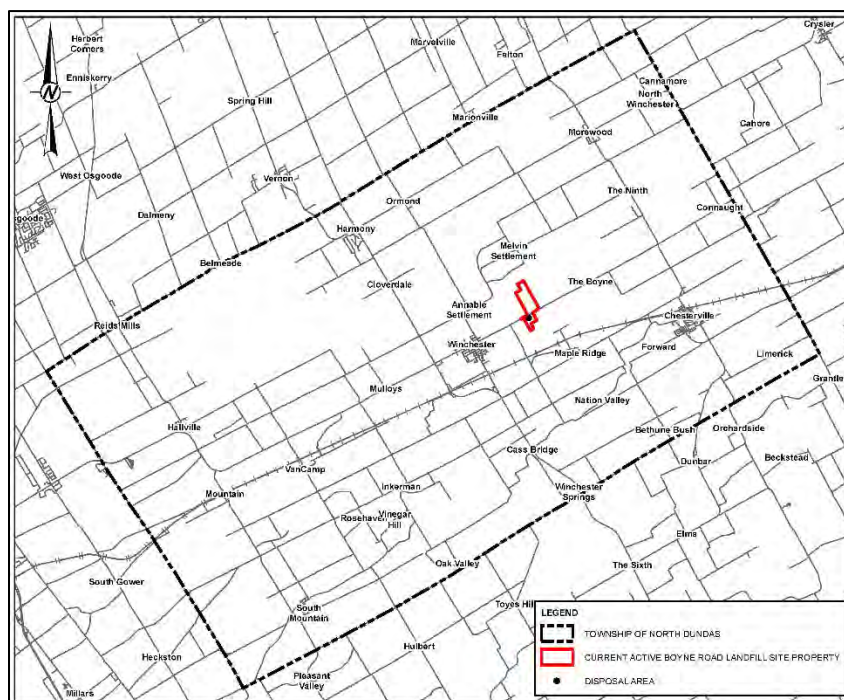 Herbert
Corners
Marvelville
Crysler
Felton
Enniskerry
Cannamore
North
Winchester
Spring Hill
Marionville
Morewood
Cahore
West Osgoode
Vernon
The Ninth
Ormond
Connaught
Dalmeny
Harmony
Melvin
Settlement
Belmeade
Cloverdale
The Boyne
Annable
Settlement
Reids Mills
Chesterville
Winchester
Maple Ridge
Forward
Limerick
Mulloys
Grantley
Nation Valley
Hallville
Bethune Bush
Orchardside
Cass Bridge
VanCamp
Dunbar
Beckstead
Mountain
Inkerman
Winchester
Springs
Rosehaven
Vinegar
Hill
Elma
Oak Valley
The Sixth
South Gower
South
Mountain
Toyes Hill
Hulbert
Heckston
Pleasant
Valley
Millars
N
LEGEND
TOWNSHIP OF NORTH DUNDAS
CURRENT ACTIVE BOYNE ROAD LANDFILL SITE PROPERTY
DISPOSAL AREA